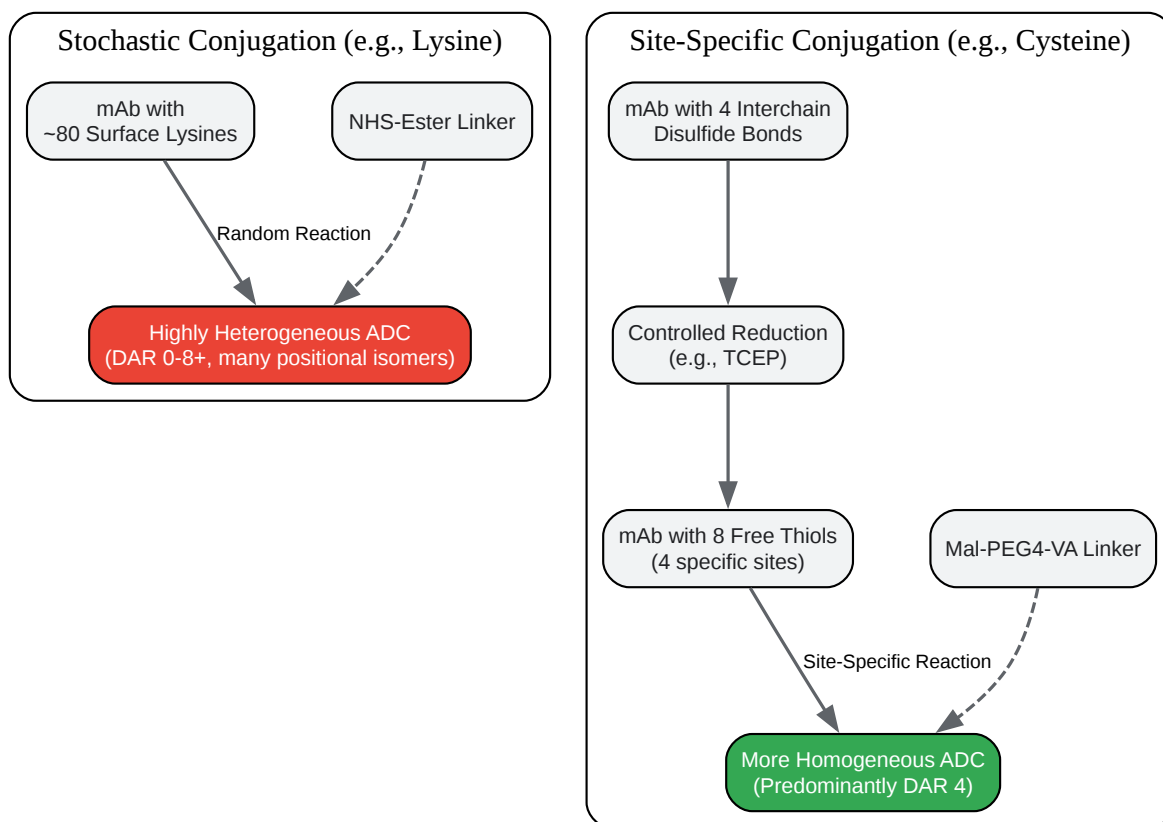 Stochastic Conjugation (e.g., Lysine)
mAb with
~80 Surface Lysines
NHS-Ester Linker
Random Reaction
Highly Heterogeneous ADC
(DAR 0-8+, many positional isomers)
Site-Specific Conjugation (e.g., Cysteine)
mAb with 4 Interchain
Disulfide Bonds
Controlled Reduction
(e.g., TCEP)
mAb with 8 Free Thiols
(4 specific sites)
Mal-PEG4-VA Linker
Site-Specific Reaction
More Homogeneous ADC
(Predominantly DAR 4)